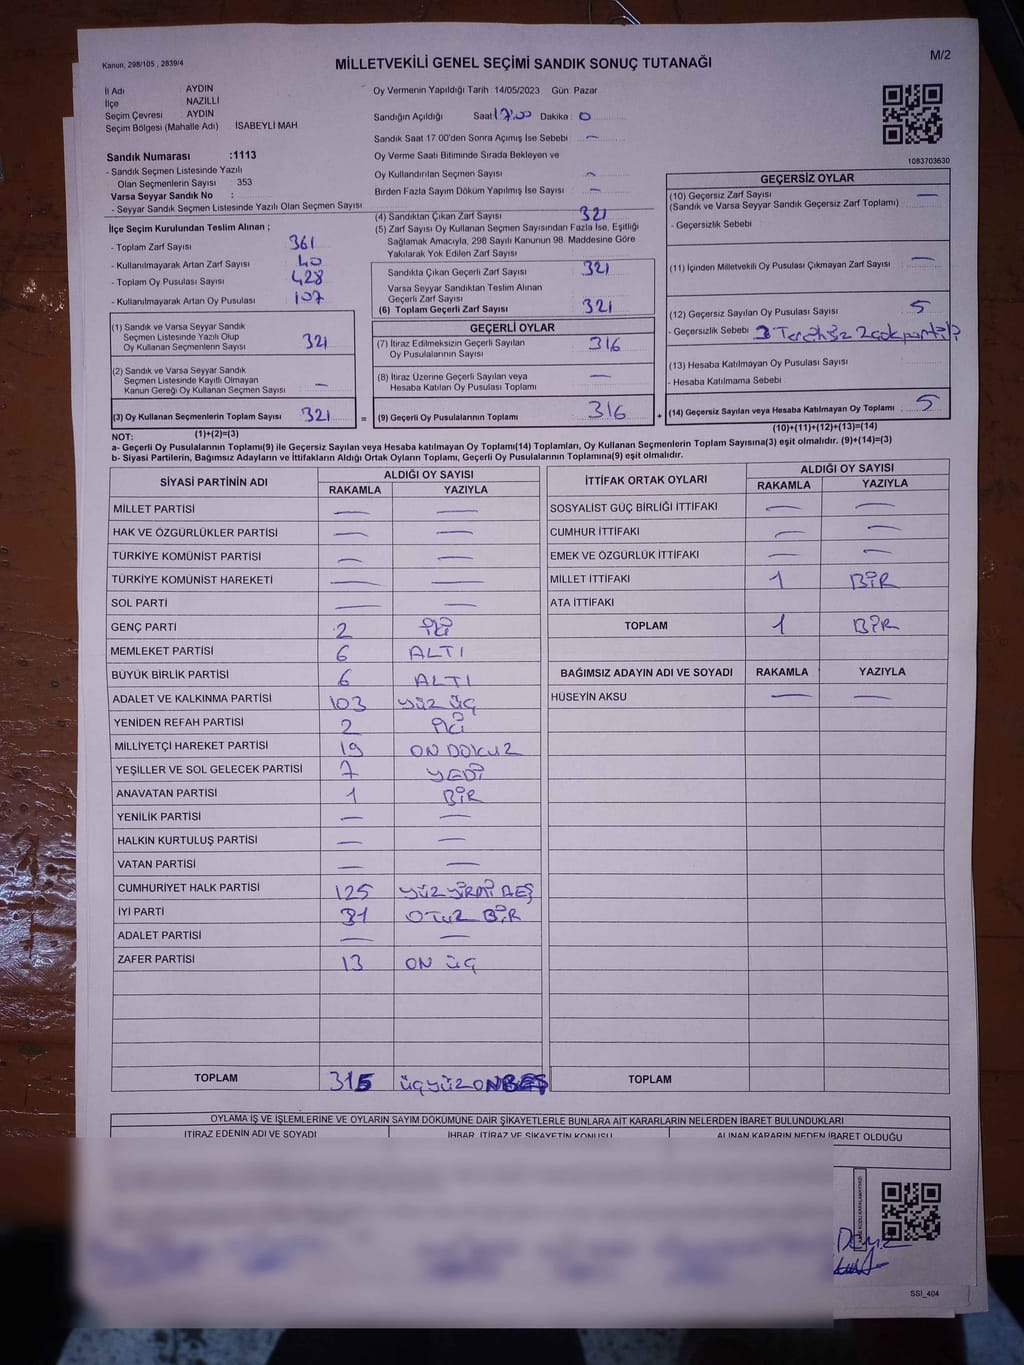 Kanun, 298/105 , 2839/4
MİLLETVEKİLİ GENEL SEÇİMİ SANDIK SONUÇ TUTANAĞI
M/2
İl Adı AYDIN
İlçe NAZİLLİ
Seçim Çevresi AYDIN
Seçim Bölgesi (Mahalle Adı) İSABEYLİ MAH.
Sandık Numarası :1113
- Sandık Seçmen Listesinde Yazılı
Olan Seçmenlerin Sayısı 353
Varsa Seyyar Sandık No :
- Seyyar Sandık Seçmen Listesinde Yazılı Olan Seçmen Sayısı
Oy Vermenin Yapıldığı Tarih :14/05/2023 Gün: Pazar
Sandığın Açıldığı Saat 17:00 Dakika : 0
Sandık Saat 17:00'den Sonra Açımış İse Sebebi : —
Oy Verme Saati Bitiminde Sırada Bekleyen ve
Oy Kullandırılan Seçmen Sayısı —
Birden Fazla Sayım Döküm Yapılmış İse Sayısı : —
1083703630
İlçe Seçim Kurulundan Teslim Alınan ;
- Toplam Zarf Sayısı 361
- Kullanılmayarak Artan Zarf Sayısı 40
- Toplam Oy Pusulası Sayısı 428
- Kullanılmayarak Artan Oy Pusulası 107
(1) Sandık ve Varsa Seyyar Sandık
Seçmen Listesinde Yazılı Olup
Oy Kullanan Seçmenlerin Sayısı 321
(2) Sandık ve Varsa Seyyar Sandık
Seçmen Listesinde Kayıtlı Olmayan
Kanun Gereği Oy Kullanan Seçmen Sayısı —
(3) Oy Kullanan Seçmenlerin Toplam Sayısı 321 =
(1)+(2)=(3)
(4) Sandıktan Çıkan Zarf Sayısı 321
(5) Zarf Sayısı Oy Kullanan Seçmen Sayısından Fazla İse, Eşitliği
Sağlamak Amacıyla, 298 Sayılı Kanunun 98. Maddesine Göre
Yakılarak Yok Edilen Zarf Sayısı
Sandıkta Çıkan Geçerli Zarf Sayısı 321
Varsa Seyyar Sandıktan Teslim Alınan
Geçerli Zarf Sayısı
(6) Toplam Geçerli Zarf Sayısı 321
GEÇERLİ OYLAR
(7) İtiraz Edilmeksizin Geçerli Sayılan
Oy Pusulalarının Sayısı 316
(8) İtiraz Üzerine Geçerli Sayılan veya
Hesaba Katılan Oy Pusulası Toplamı —
(9) Geçerli Oy Pusulalarının Toplamı 316 +
GEÇERSİZ OYLAR
(10) Geçersiz Zarf Sayısı —
(Sandık ve Varsa Seyyar Sandık Geçersiz Zarf Toplamı)
- Geçersizlik Sebebi
(11) İçinden Milletvekili Oy Pusulası Çıkmayan Zarf Sayısı —
(12) Geçersiz Sayılan Oy Pusulası Sayısı 5
- Geçersizlik Sebebi 3 Tercihsiz 2 çok partili
(13) Hesaba Katılmayan Oy Pusulası Sayısı
- Hesaba Katılmama Sebebi
(14) Geçersiz Sayılan veya Hesaba Katılmayan Oy Toplamı 5
(10)+(11)+(12)+(13)=(14)
NOT:
a- Geçerli Oy Pusulalarının Toplamı(9) ile Geçersiz Sayılan veya Hesaba katılmayan Oy Toplamı(14) Toplamları, Oy Kullanan Seçmenlerin Toplam Sayısına(3) eşit olmalıdır. (9)+(14)=(3)
b- Siyasi Partilerin, Bağımsız Adayların ve İttifakların Aldığı Ortak Oyların Toplamı, Geçerli Oy Pusulalarının Toplamına(9) eşit olmalıdır.
SİYASİ PARTİNİN ADI ALDIĞI OY SAYISI
RAKAMLA YAZIYLA
MİLLET PARTİSİ — —
HAK VE ÖZGÜRLÜKLER PARTİSİ — —
TÜRKİYE KOMÜNİST PARTİSİ — —
TÜRKİYE KOMÜNİST HAREKETİ — —
SOL PARTİ — —
GENÇ PARTİ 2 İKİ
MEMLEKET PARTİSİ 6 ALTI
BÜYÜK BİRLİK PARTİSİ 6 ALTI
ADALET VE KALKINMA PARTİSİ 103 YÜZ ÜÇ
YENİDEN REFAH PARTİSİ 2 İKİ
MİLLİYETÇİ HAREKET PARTİSİ 19 ON DOKUZ
YEŞİLLER VE SOL GELECEK PARTİSİ 7 YEDİ
ANAVATAN PARTİSİ 1 BİR
YENİLİK PARTİSİ — —
HALKIN KURTULUŞ PARTİSİ — —
VATAN PARTİSİ — —
CUMHURİYET HALK PARTİSİ 125 YÜZ YİRMİ BEŞ
İYİ PARTİ 31 OTUZ BİR
ADALET PARTİSİ — —
ZAFER PARTİSİ 13 ON ÜÇ
TOPLAM 315 ÜÇYÜZONBEŞ
İTTİFAK ORTAK OYLARI ALDIĞI OY SAYISI
RAKAMLA YAZIYLA
SOSYALİST GÜÇ BİRLİĞİ İTTİFAKI — —
CUMHUR İTTİFAKI — —
EMEK VE ÖZGÜRLÜK İTTİFAKI — —
MİLLET İTTİFAKI 1 BİR
ATA İTTİFAKI
TOPLAM 1 BİR
BAĞIMSIZ ADAYIN ADI VE SOYADI RAKAMLA YAZIYLA
HÜSEYİN AKSU — —
TOPLAM
OYLAMA İŞ VE İŞLEMLERİNE VE OYLARIN SAYIM DÖKÜMÜNE DAİR ŞİKAYETLERLE BUNLARA AİT KARARLARIN NELERDEN İBARET BULUNDUKLARI
İTİRAZ EDENİN ADI VE SOYADI İHBAR, İTİRAZ VE ŞİKAYETİN KONUSU ALINAN KARARIN NEDEN İBARET OLDUĞU
SSI_404